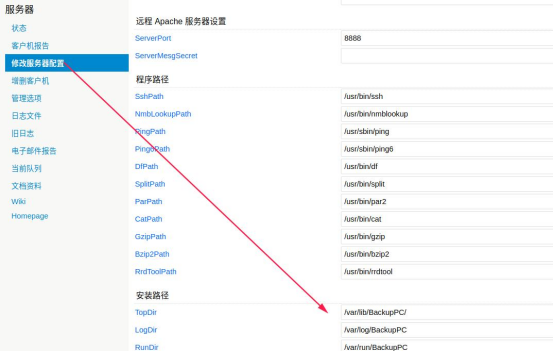 服务器
状态
客户机报告
修改服务器配置
增删客户机
管理选项
日志文件
旧日志
电子邮件报告
当前队列
文档资料
Wiki
Homepage
远程 Apache 服务器设置
ServerPort 8888
ServerMesgSecret
程序路径
SshPath /usr/bin/ssh
NmbLookupPath /usr/bin/nmblookup
PingPath /usr/sbin/ping
Ping6Path /usr/sbin/ping6
DfPath /usr/bin/df
SplitPath /usr/bin/split
ParPath /usr/bin/par2
CatPath /usr/bin/cat
GzipPath /usr/bin/gzip
Bzip2Path /usr/bin/bzip2
RrdToolPath /usr/bin/rrdtool
安装路径
TopDir /var/lib/BackupPC/
LogDir /var/log/BackupPC
RunDir /var/run/BackupPC